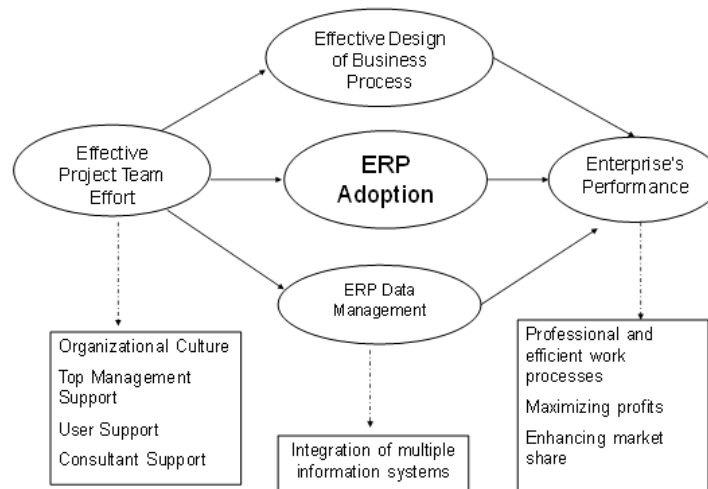 Effective Design
of Business
Process
Effective
Project Team
Effort
ERP
Adoption
Enterprise's
Performance
ERP Data
Management
Organizational Culture
Top Management
Support
User Support
Consultant Support
Integration of multiple
information systems
Professional and
efficient work
processes
Maximizing profits
Enhancing market
share